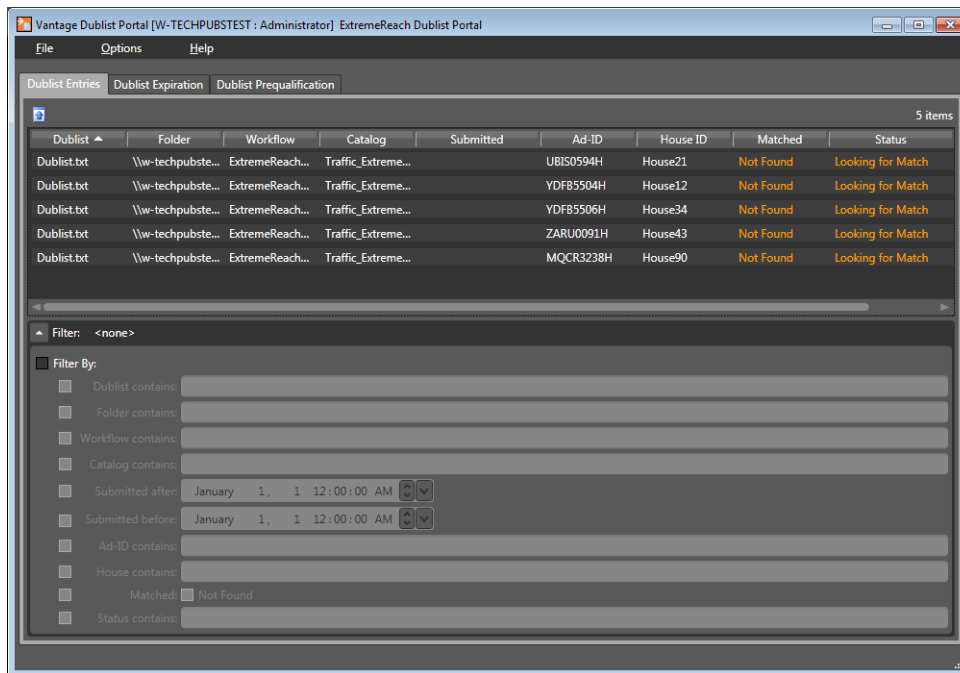 Vantage Dublist Portal [W-TECHPUBSTEST : Administrator] ExtremeReach Dublist Portal
File Options Help
Dublist Entries Dublist Expiration Dublist Prequalification
5 items
Dublist Folder Workflow Catalog Submitted Ad-ID House ID Matched Status
Dublist.txt \\w-techpubste... ExtremeReach... Traffic_Extreme... UBIS0594H House21 Not Found Looking for Match
Dublist.txt \\w-techpubste... ExtremeReach... Traffic_Extreme... YDFB5504H House12 Not Found Looking for Match
Dublist.txt \\w-techpubste... ExtremeReach... Traffic_Extreme... YDFB5506H House34 Not Found Looking for Match
Dublist.txt \\w-techpubste... ExtremeReach... Traffic_Extreme... ZARU0091H House43 Not Found Looking for Match
Dublist.txt \\w-techpubste... ExtremeReach... Traffic_Extreme... MQCR3238H House90 Not Found Looking for Match
Filter: <none>
Filter By:
Dublist contains:
Folder contains:
Workflow contains:
Catalog contains:
Submitted after: January 1, 1 12:00:00 AM
Submitted before: January 1, 1 12:00:00 AM
Ad-ID contains:
House contains:
Matched: Not Found
Status contains: